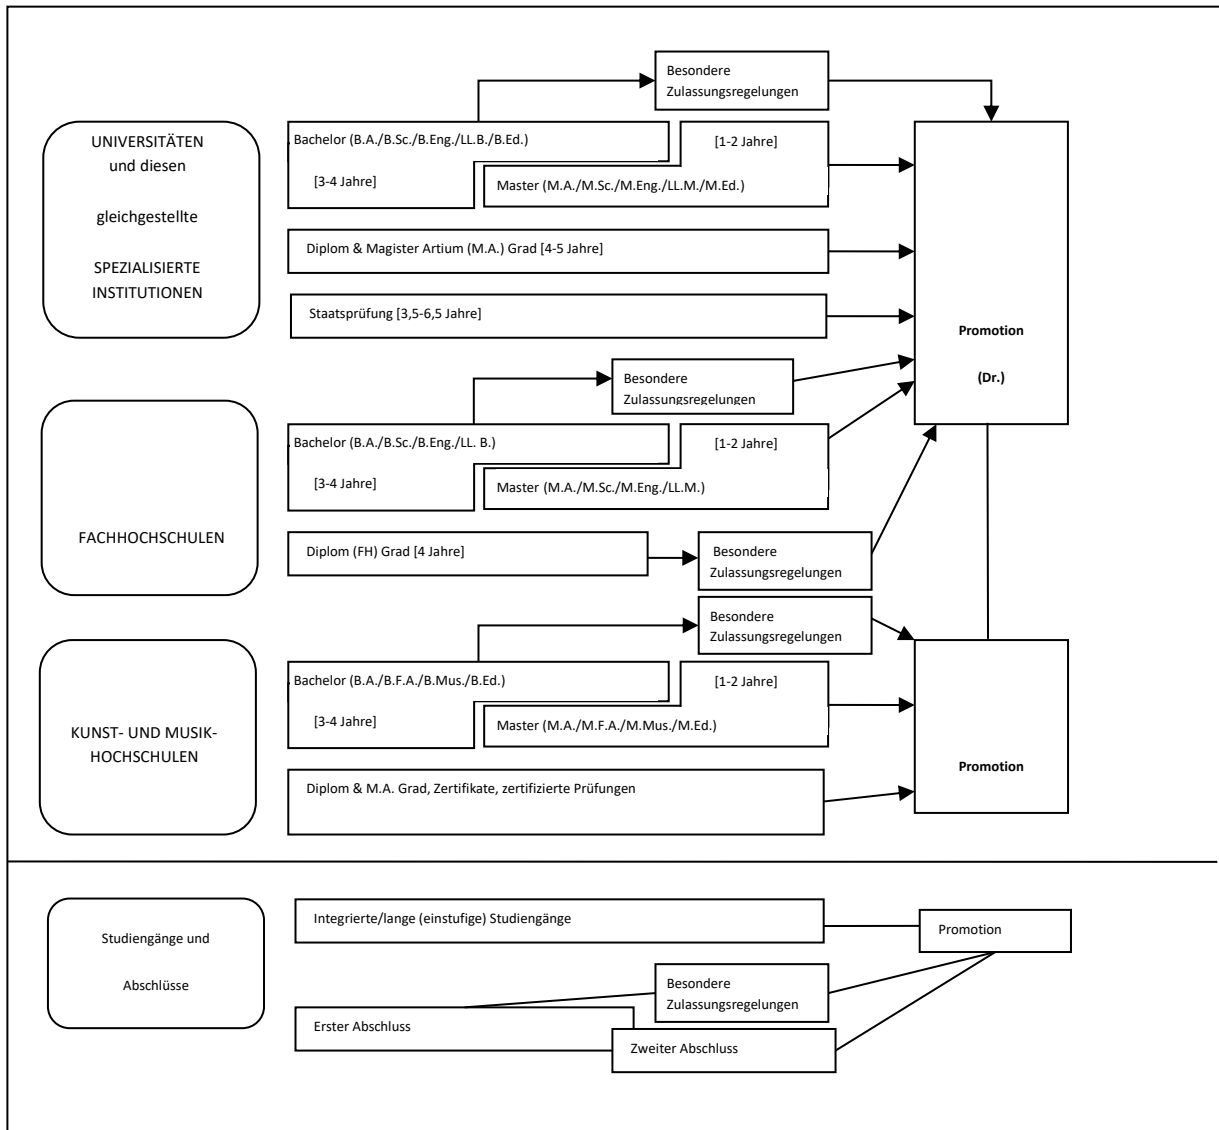 Besondere
Zulassungsregelungen
UNIVERSITÄTEN
und diesen
gleichgestellte
SPEZIALISIERTE
INSTITUTIONEN
Bachelor (B.A./B.Sc./B.Eng./LL.B./B.Ed.)
[3-4 Jahre]
[1-2 Jahre]
Master (M.A./M.Sc./M.Eng./LL.M./M.Ed.)
Diplom & Magister Artium (M.A.) Grad [4-5 Jahre]
Staatsprüfung [3,5-6,5 Jahre]
Promotion
(Dr.)
Besondere
Zulassungsregelungen
FACHHOCHSCHULEN
Bachelor (B.A./B.Sc./B.Eng./LL. B.)
[3-4 Jahre]
[1-2 Jahre]
Master (M.A./M.Sc./M.Eng./LL.M.)
Diplom (FH) Grad [4 Jahre]
Besondere
Zulassungsregelungen
Besondere
Zulassungsregelungen
KUNST- UND MUSIK-
HOCHSCHULEN
Bachelor (B.A./B.F.A./B.Mus./B.Ed.)
[3-4 Jahre]
[1-2 Jahre]
Master (M.A./M.F.A./M.Mus./M.Ed.)
Diplom & M.A. Grad, Zertifikate, zertifizierte Prüfungen
Promotion
Studiengänge und
Abschlüsse
Integrierte/lange (einstufige) Studiengänge
Promotion
Besondere
Zulassungsregelungen
Erster Abschluss
Zweiter Abschluss